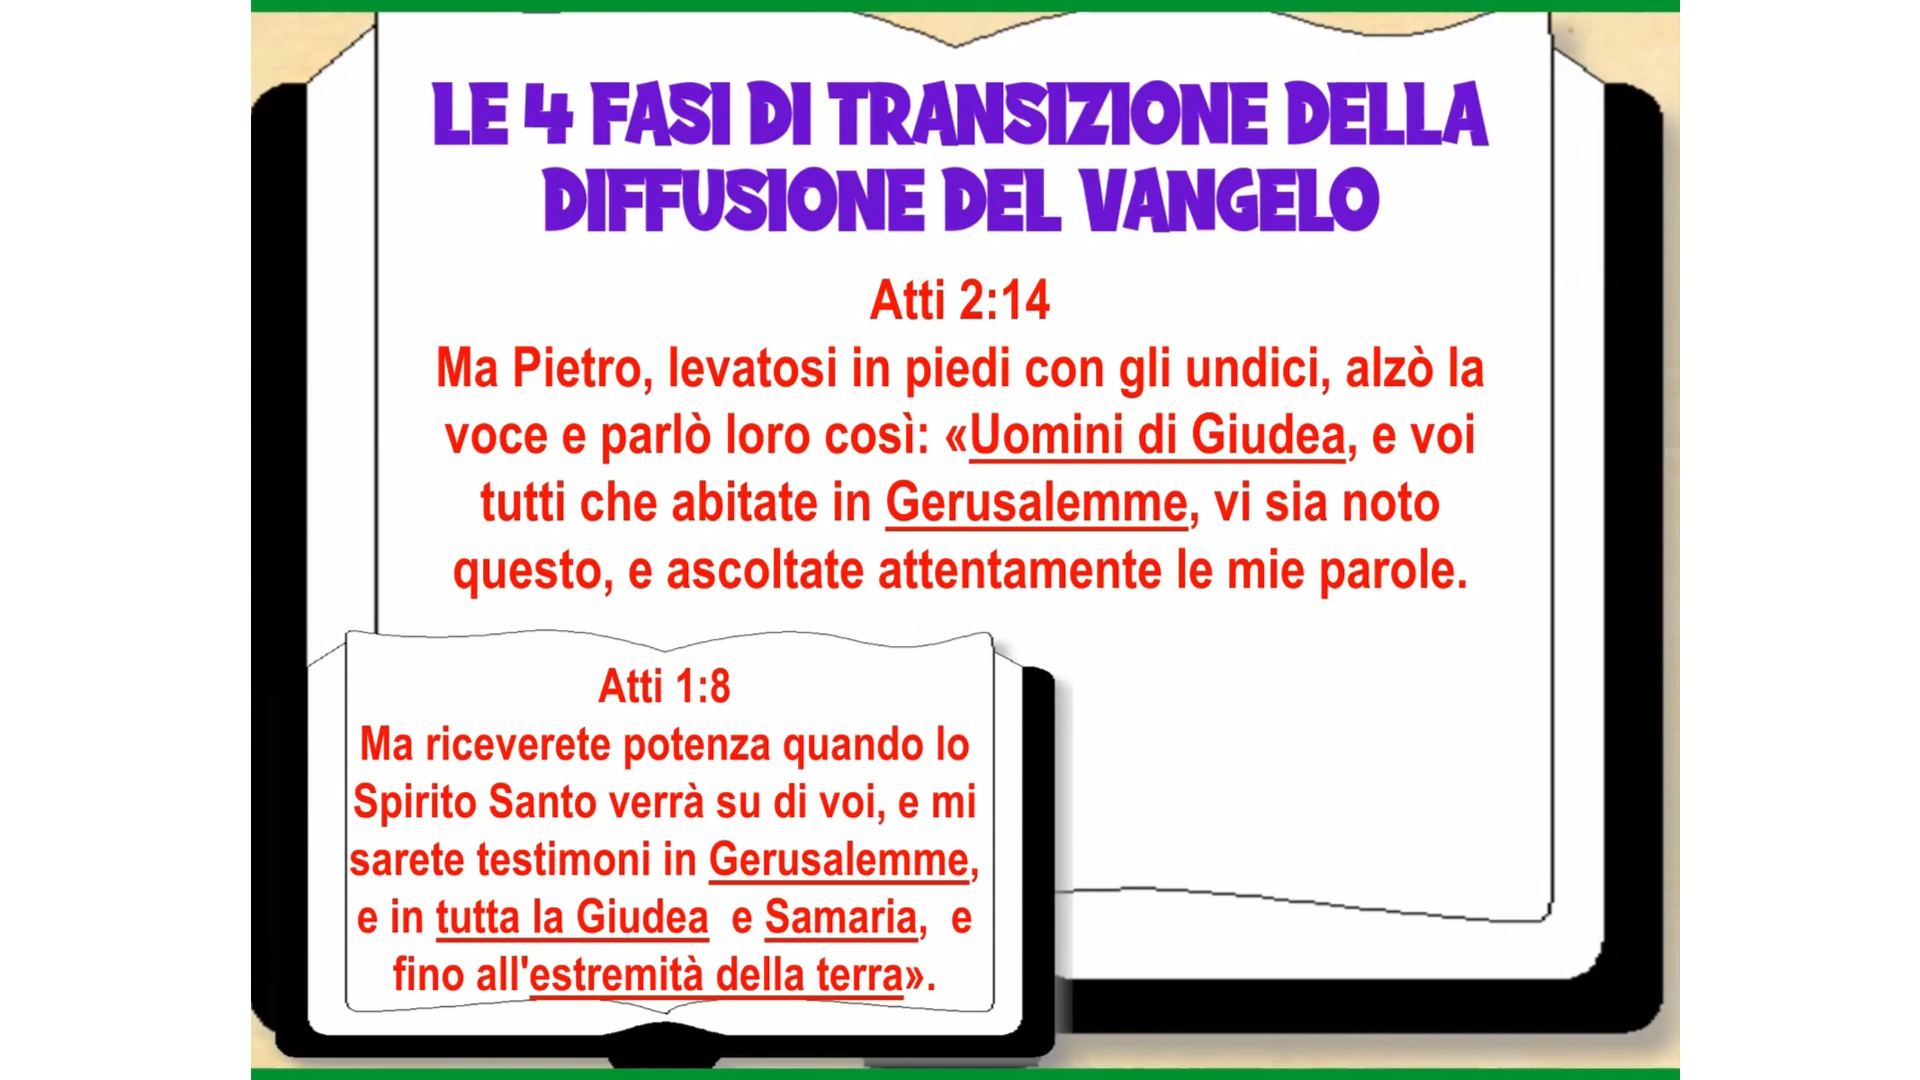 LE 4 FASI DI TRANSIZIONE DELLA
DIFFUSIONE DEL VANGELO
Atti 2:14
Ma Pietro, levatosi in piedi con gli undici, alzò la
voce e parlò loro così: «Uomini di Giudea, e voi
tutti che abitate in Gerusalemme, vi sia noto
questo, e ascoltate attentamente le mie parole.
Atti 1:8
Ma riceverete potenza quando lo
Spirito Santo verrà su di voi, e mi
sarete testimoni in Gerusalemme,
e in tutta la Giudea e Samaria, e
fino all'estremità della terra».